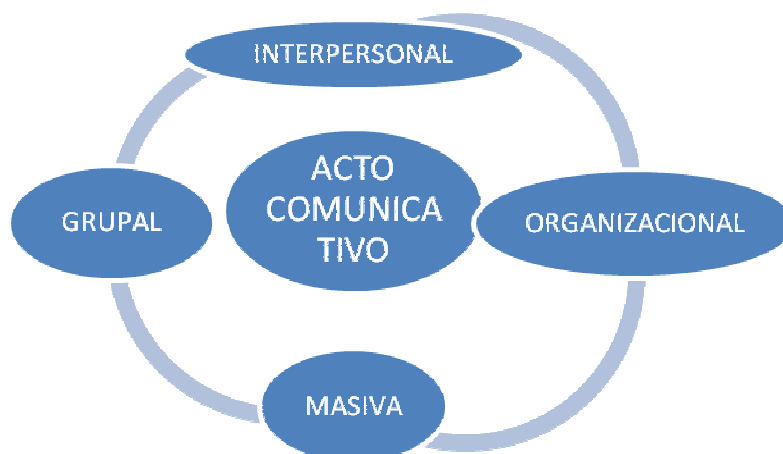 INTERPERSONAL
ACTO
COMUNICA
TIVO
GRUPAL
ORGANIZACIONAL
MASIVA